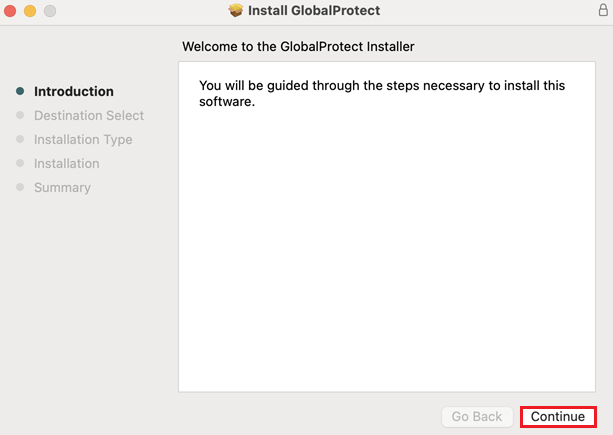 Install GlobalProtect
Welcome to the GlobalProtect Installer
Introduction
Destination Select
Installation Type
Installation
Summary
You will be guided through the steps necessary to install this
software.
Go Back
Continue